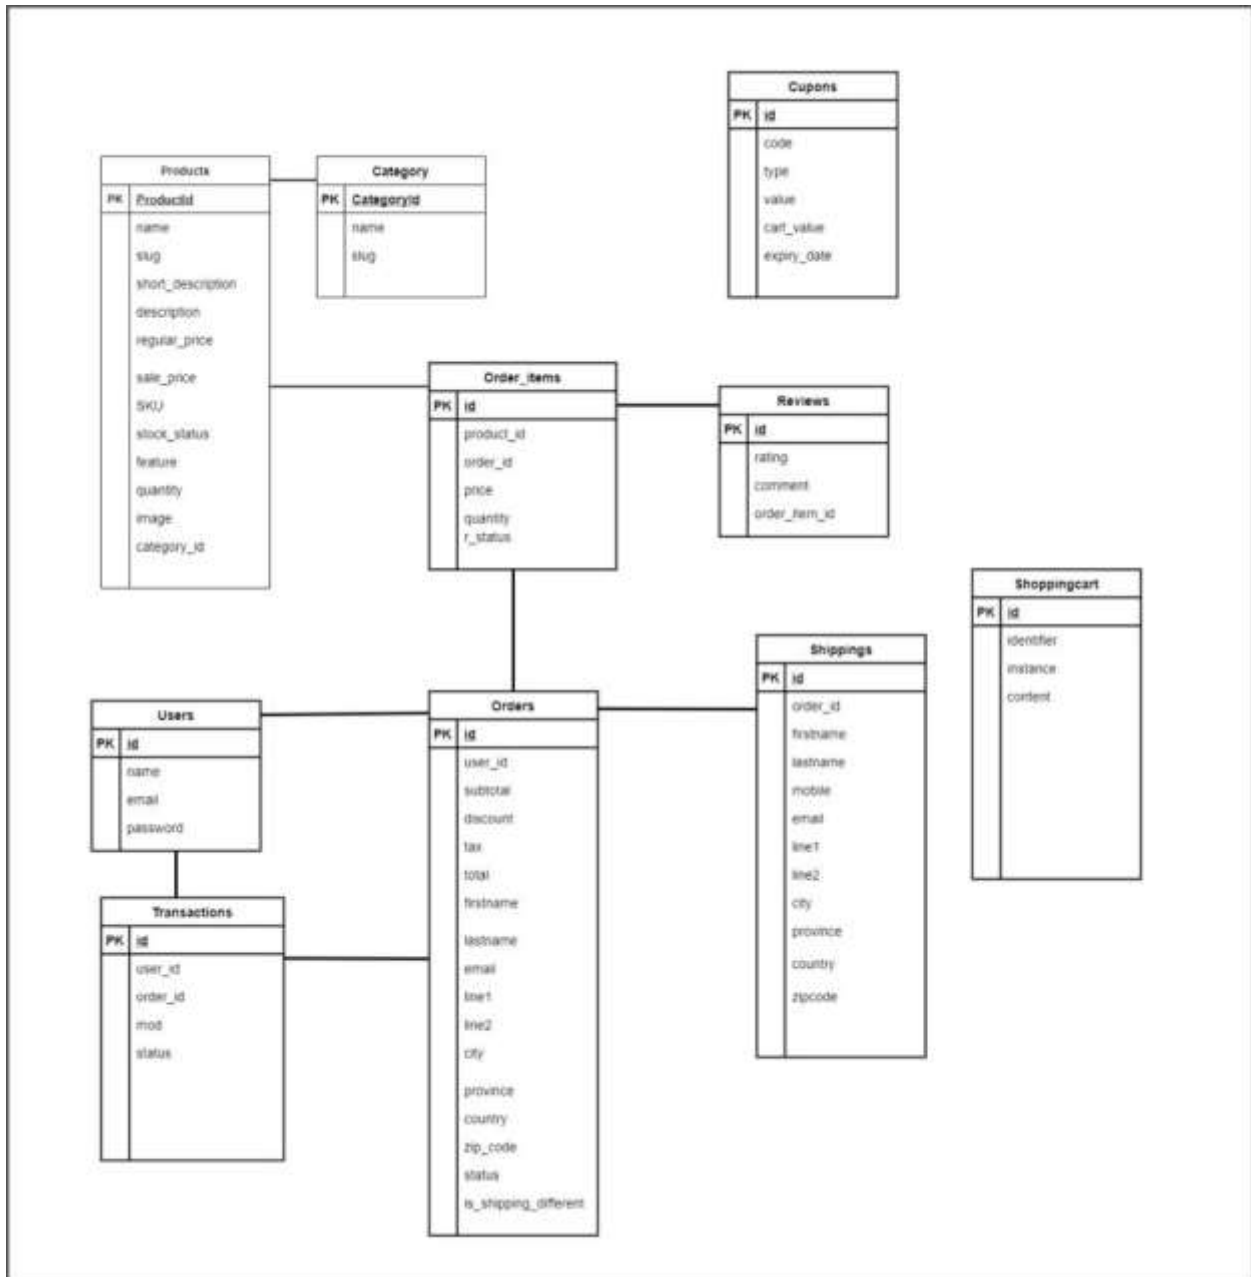 Cupons
PK id
code
type
value
cart_value
expiry_date
Products
PK ProductId
name
slug
short_description
description
regular_price
sale_price
SKU
stock_status
feature
quantity
image
category_id
Category
PK CategoryId
name
slug
Order_items
PK id
product_id
order_id
price
quantity
r_status
Reviews
PK id
rating
comment
order_item_id
Shoppingcart
PK id
identifier
instance
content
Shippings
PK id
order_id
firstname
lastname
mobile
email
line1
line2
city
province
country
zipcode
Users
PK id
name
email
password
Orders
PK id
user_id
subtotal
discount
tax
total
firstname
lastname
email
line1
line2
city
province
country
zip_code
status
is_shipping_different
Transactions
PK id
user_id
order_id
mod
status